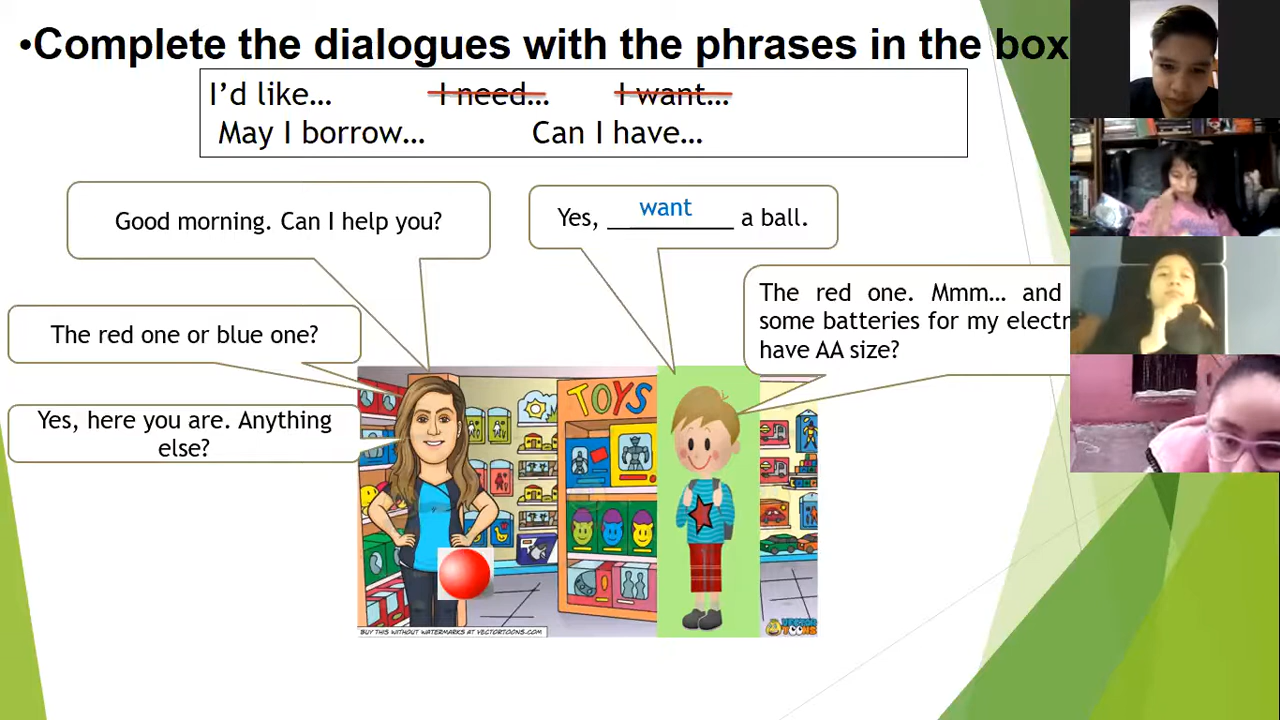 •Complete the dialogues with the phrases in the box
I'd like… I need… I want…
May I borrow… Can I have…
Good morning. Can I help you?
Yes, want __________ a ball.
The red one. Mmm… and
some batteries for my electr
have AA size?
The red one or blue one?
Yes, here you are. Anything
else?
TOYS
BUY THIS WITHOUT WATERMARKS AT VECTORTOONS.COM
VECTOR
TOONS